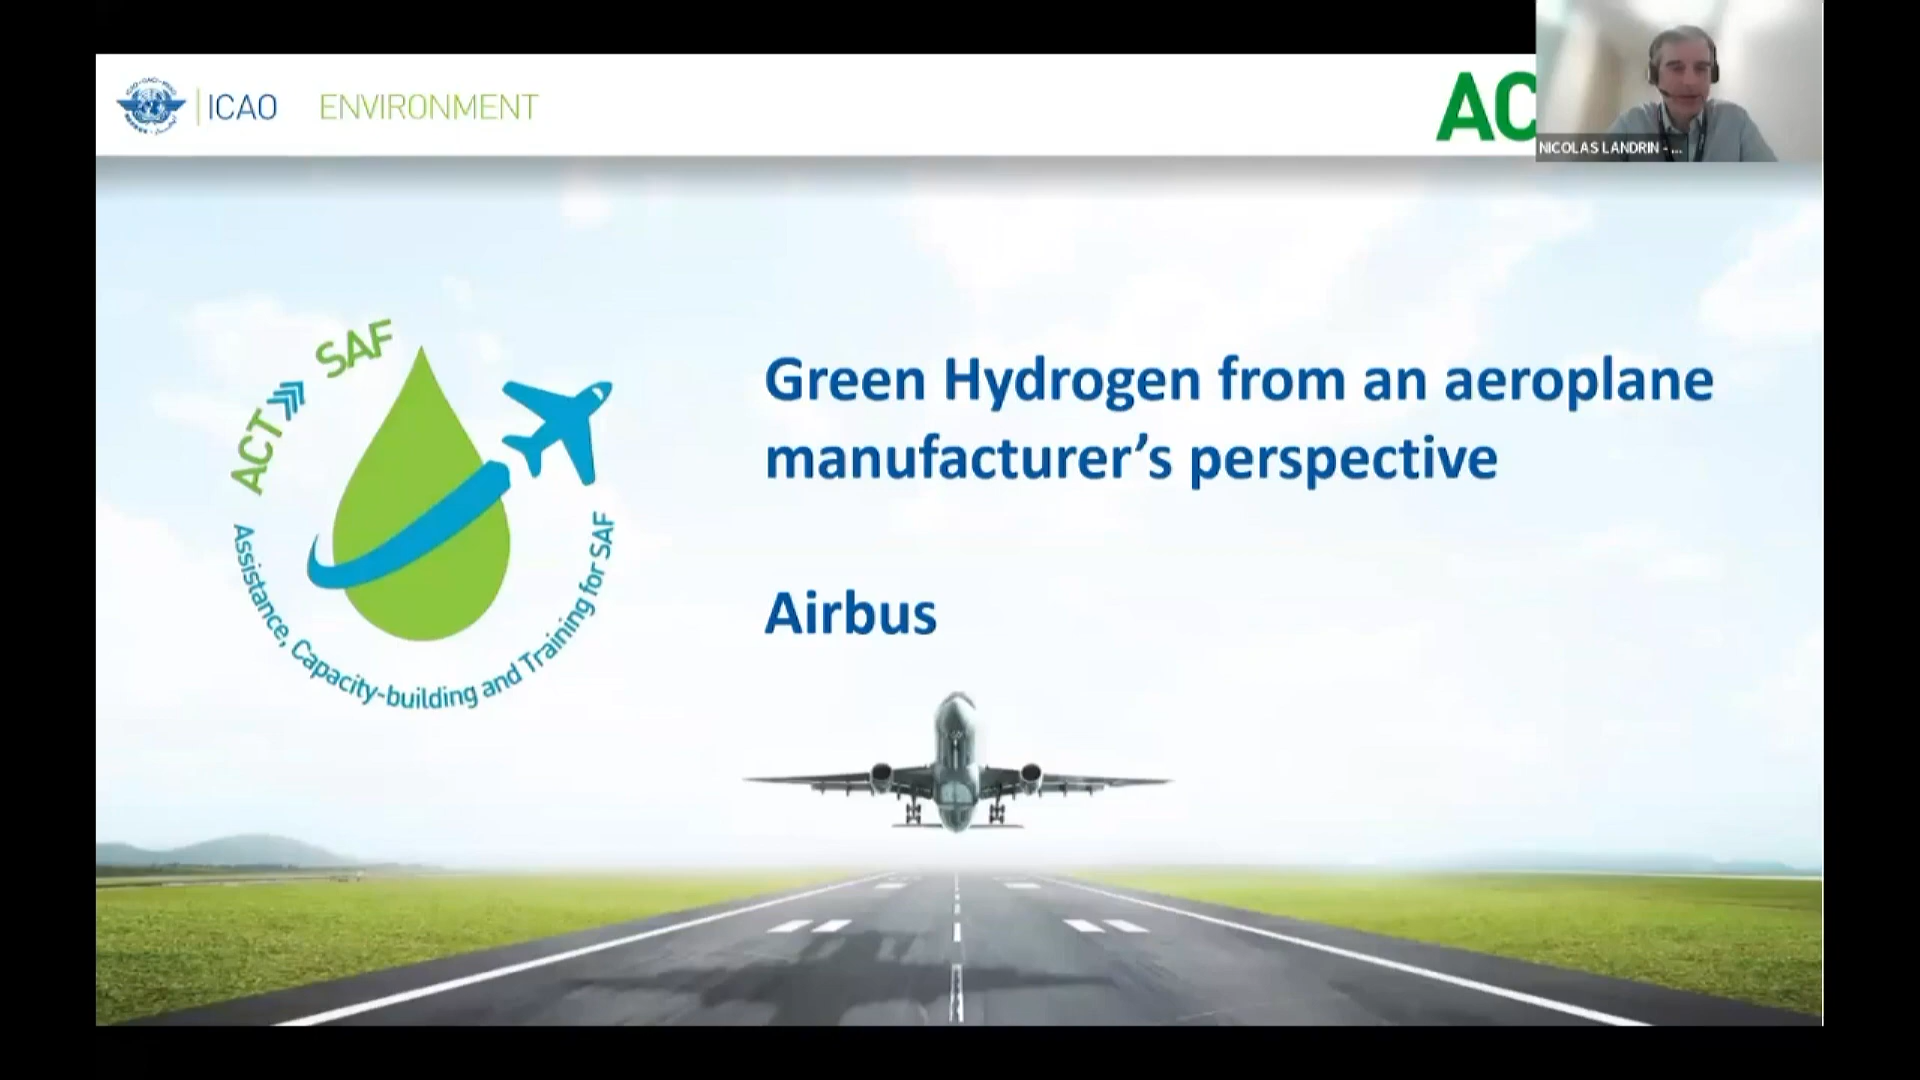 ICAO ENVIRONMENT
AC
NICOLAS LANDRIN - ...
ACT SAF
Assistance, Capacity-building and Training for SAF
Green Hydrogen from an aeroplane
manufacturer's perspective
Airbus